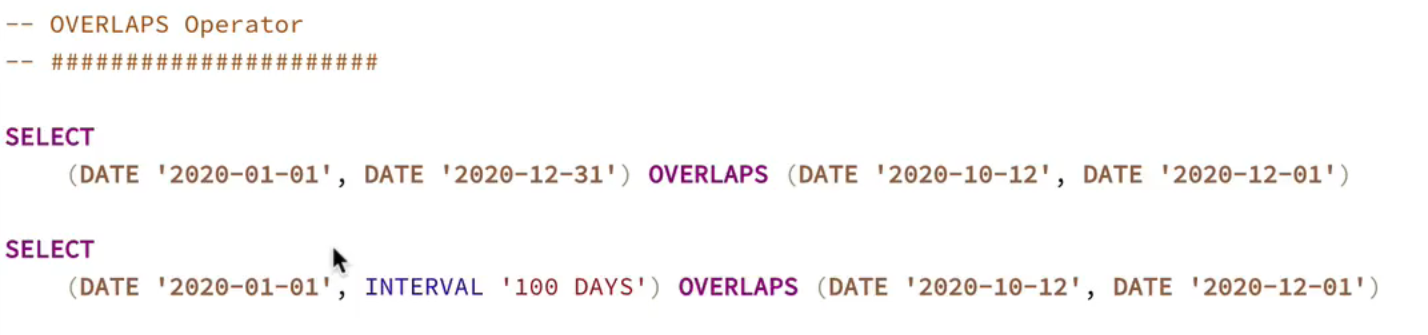 -- OVERLAPS Operator
-- ######################
SELECT
(DATE '2020-01-01', DATE '2020-12-31') OVERLAPS (DATE '2020-10-12', DATE '2020-12-01')
SELECT
(DATE '2020-01-01', INTERVAL '100 DAYS') OVERLAPS (DATE '2020-10-12', DATE '2020-12-01')